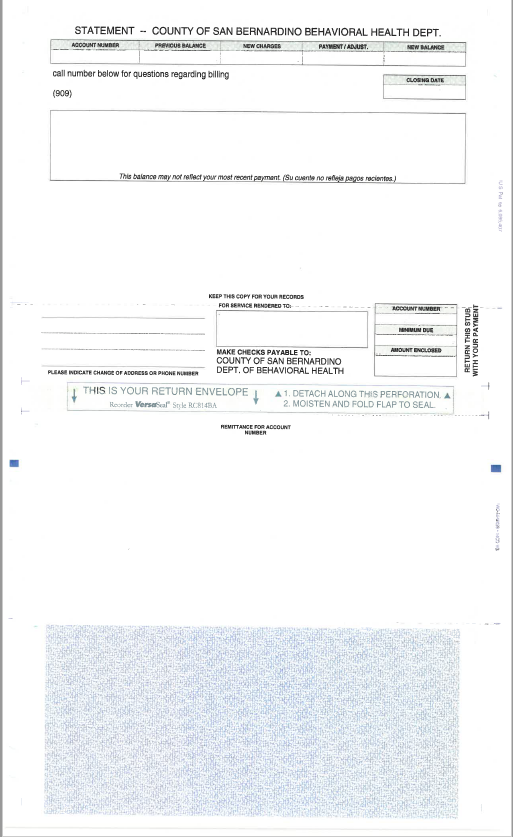 STATEMENT -- COUNTY OF SAN BERNARDINO BEHAVIORAL HEALTH DEPT.
ACCOUNT NUMBER PREVIOUS BALANCE NEW CHARGES PAYMENT / ADJUST. NEW BALANCE
call number below for questions regarding billing
CLOSING DATE
(909)
This balance may not reflect your most recent payment. (Su cuente no refleja pagos recientes.)
KEEP THIS COPY FOR YOUR RECORDS
FOR SERVICE RENDERED TO:
ACCOUNT NUMBER
MINIMUM DUE
AMOUNT ENCLOSED
RETURN THIS STUB
WITH YOUR PAYMENT
MAKE CHECKS PAYABLE TO:
COUNTY OF SAN BERNARDINO
DEPT. OF BEHAVIORAL HEALTH
PLEASE INDICATE CHANGE OF ADDRESS OR PHONE NUMBER
THIS IS YOUR RETURN ENVELOPE
Reorder VersaSeal® Style RC814BA
▲ 1. DETACH ALONG THIS PERFORATION. ▲
2. MOISTEN AND FOLD FLAP TO SEAL.
REMITTANCE FOR ACCOUNT
NUMBER